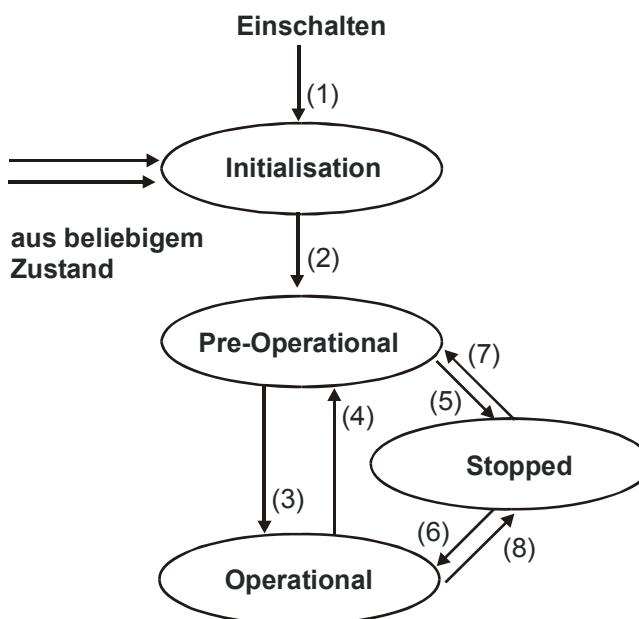 Einschalten
(1)
Initialisation
aus beliebigem
Zustand
(2)
Pre-Operational
(7)
(5)
(4)
Stopped
(3)
(6)
(8)
Operational